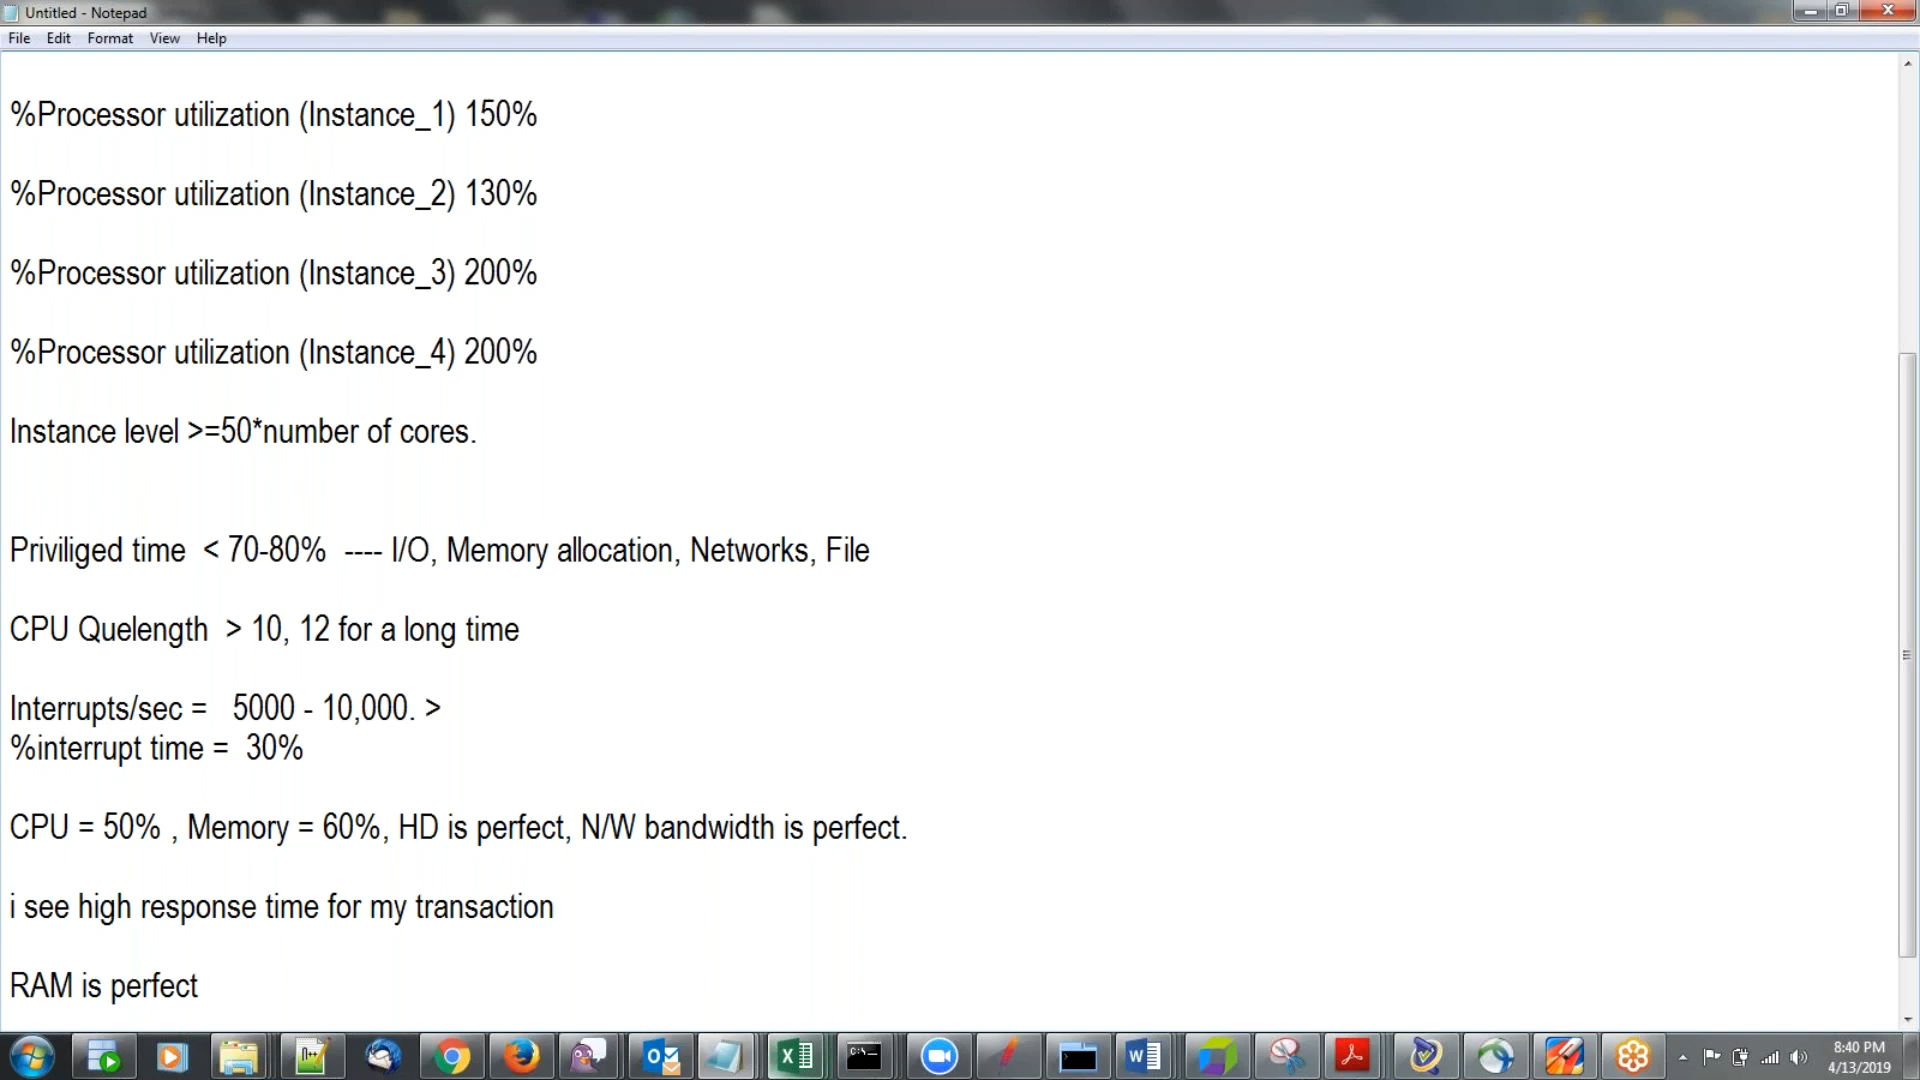 Untitled - Notepad
File Edit Format View Help
%Processor utilization (Instance_1) 150%
%Processor utilization (Instance_2) 130%
%Processor utilization (Instance_3) 200%
%Processor utilization (Instance_4) 200%
Instance level >=50*number of cores.
Priviliged time < 70-80% ---- I/O, Memory allocation, Networks, File
CPU Quelength > 10, 12 for a long time
Interrupts/sec = 5000 - 10,000. >
%interrupt time = 30%
CPU = 50% , Memory = 60%, HD is perfect, N/W bandwidth is perfect.
i see high response time for my transaction
RAM is perfect
8:40 PM
4/13/2019